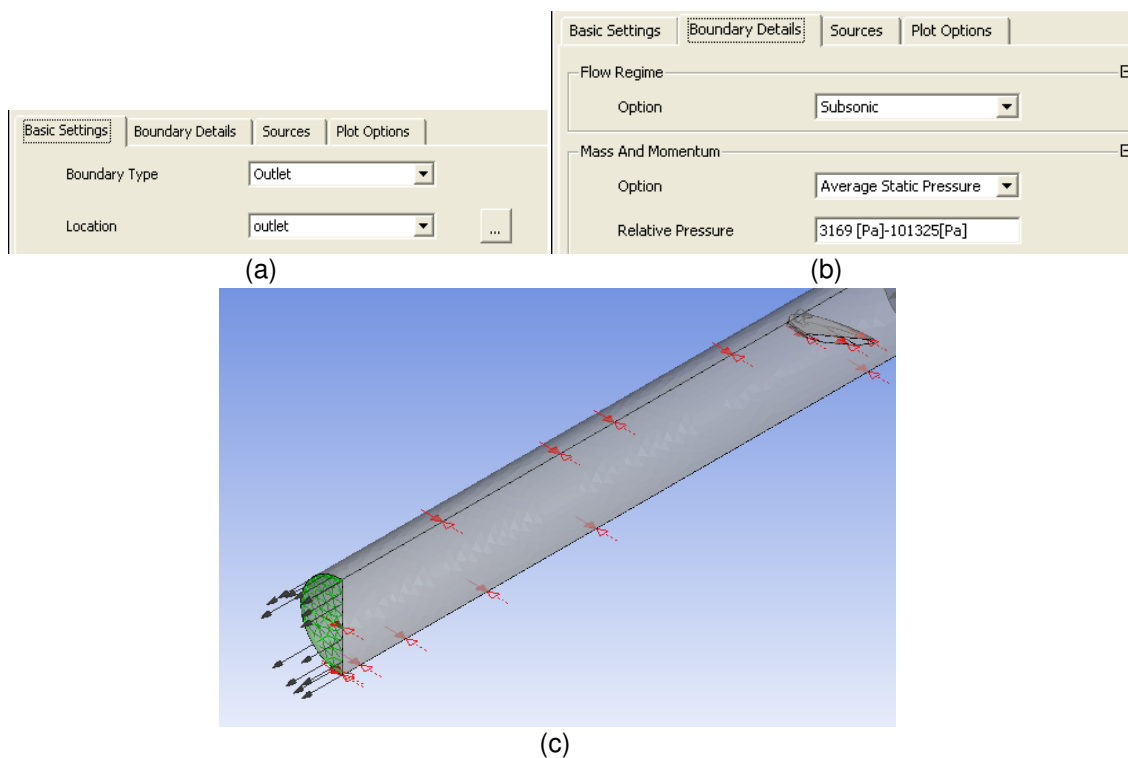 Basic Settings Boundary Details Sources Plot Options
Boundary Type Outlet
Location outlet ...
(a)
Basic Settings Boundary Details Sources Plot Options
Flow Regime
Option Subsonic
Mass And Momentum
Option Average Static Pressure
Relative Pressure 3169 [Pa]-101325[Pa]
(b)
(c)